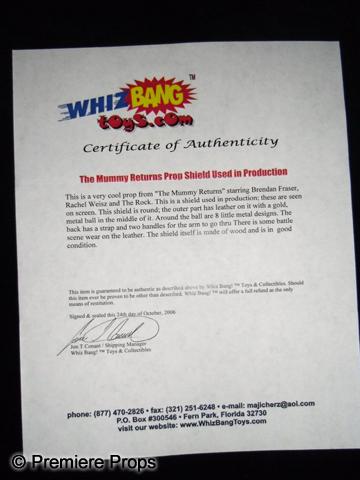 WHIZ BANG ™
toys.com
Certificate of Authenticity
The Mummy Returns Prop Shield Used in Production
This is a very cool prop from "The Mummy Returns" starring Brendan Fraser,
Rachel Weisz and The Rock. This is a shield used in production; these are seen
on screen. This shield is round; the outer part has leather on it with a gold,
metal ball in the middle of it. Around the ball are 8 little metal designs. The
back has a strap and two handles for the arm to go thru There is some battle
scene wear on the leather. The shield itself is made of wood and is in good
condition.
This item is guaranteed to be authentic as described above by Whiz Bang! ™ Toys & Collectibles. Should
this item ever be proven to be other than described. Whiz Bang! ™ will offer a full refund as the only
means of restitution.
Signed & sealed this 24th day of October, 2006
Jon T Conant / Shipping Manager
Whiz Bang! ™ Toys & Collectibles
phone: (877) 470-2826 • fax: (321) 251-6248 • e-mail: majicherz@aol.com
P.O. Box #300546 • Fern Park, Florida 32730
visit our website: www.WhizBangToys.com
© Premiere Props